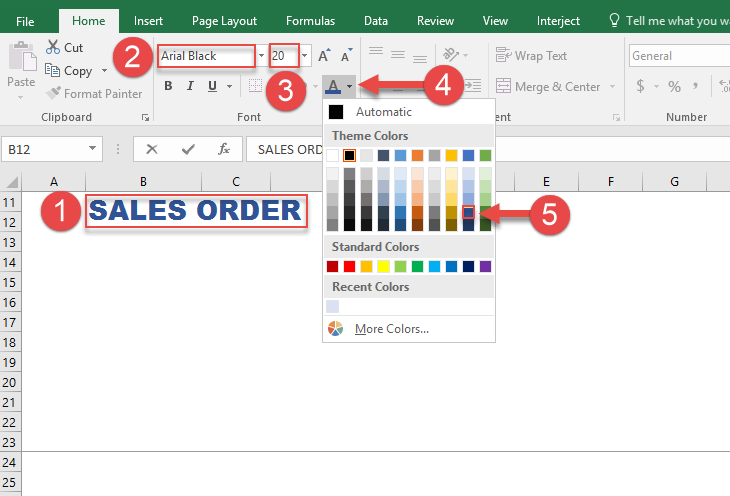 File Home Insert Page Layout Formulas Data Review View Interject Tell me what you wa
Cut
Copy
Format Painter
Paste
Clipboard
2 Arial Black 20 A A
B I U 3 A 4
Font
Wrap Text
Merge & Center
ent
General
$ % ,
Number
B12 fx SALES ORD
Automatic
Theme Colors
Standard Colors
Recent Colors
More Colors...
A B C E F G
11
12
1 SALES ORDER 5
13
14
15
16
17
18
19
20
21
22
23
24
25